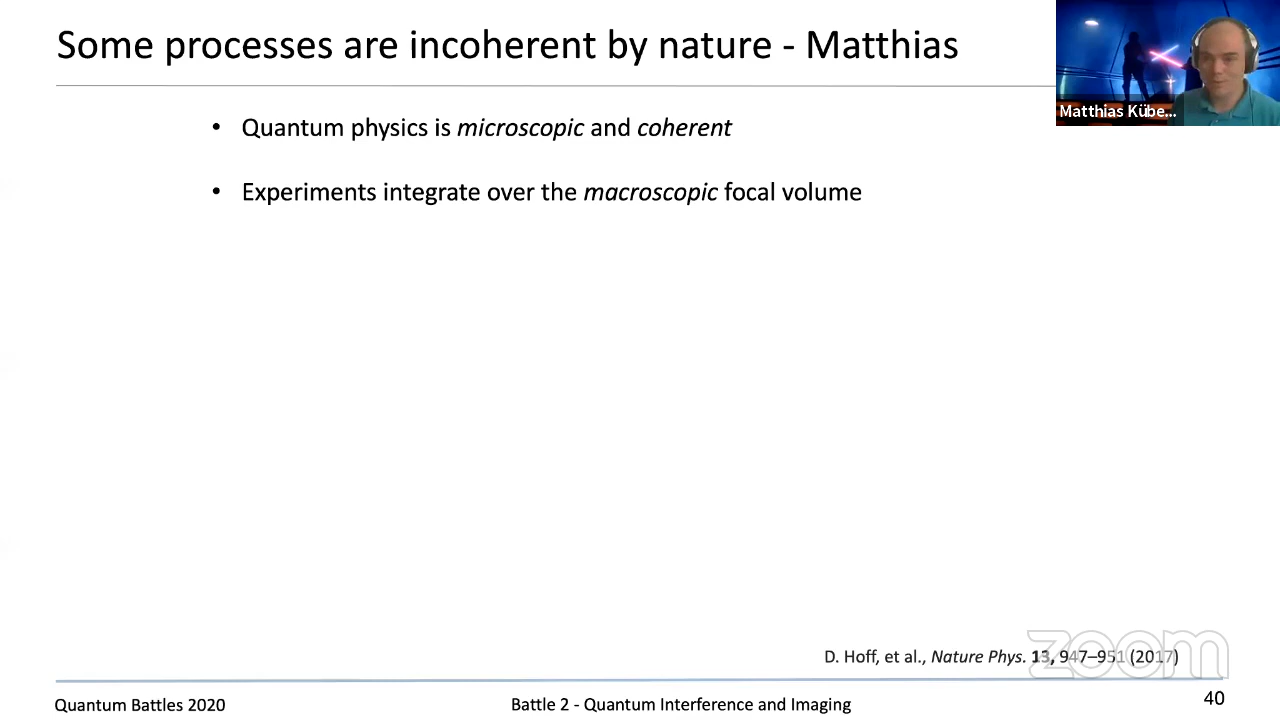 Some processes are incoherent by nature - Matthias
Matthias Kübe...
• Quantum physics is microscopic and coherent
• Experiments integrate over the macroscopic focal volume
D. Hoff, et al., Nature Phys. 13, 947–951 (2017)
zoom
Quantum Battles 2020
Battle 2 - Quantum Interference and Imaging
40